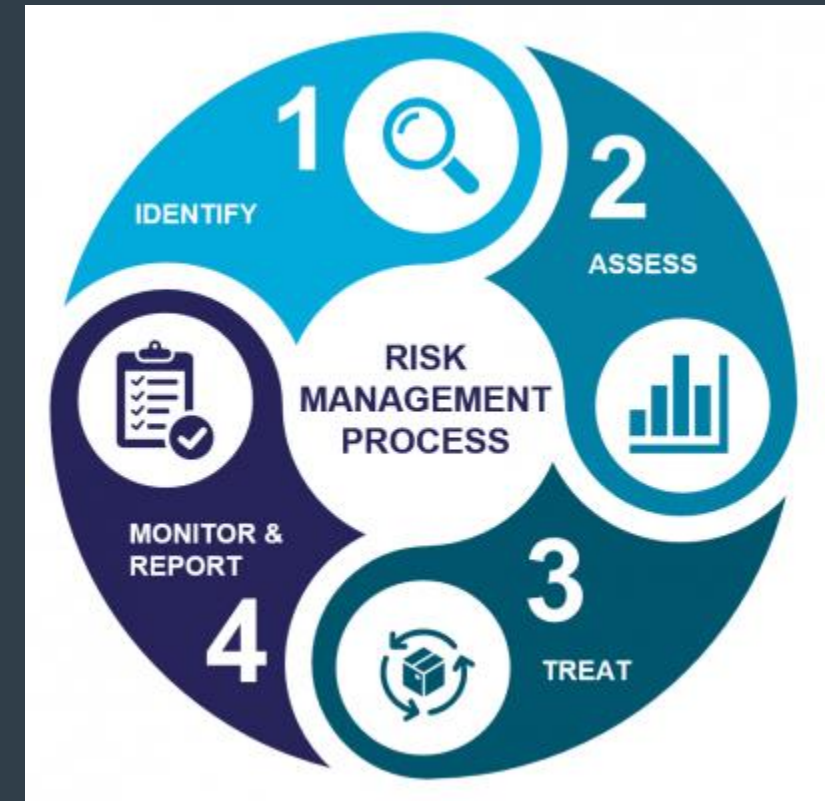 RISK
MANAGEMENT
PROCESS
1
IDENTIFY
2
ASSESS
3
TREAT
MONITOR &
REPORT
4